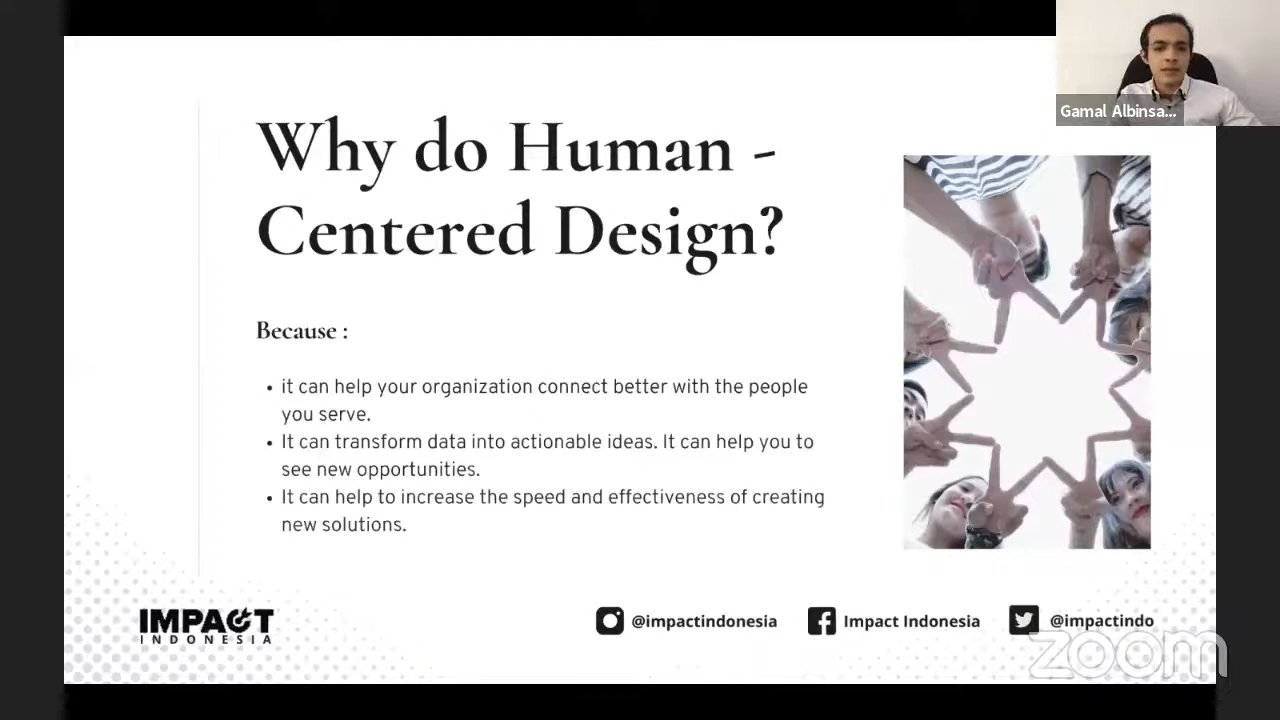 Gamal Albinsa...
Why do Human -
Centered Design?
Because :
• it can help your organization connect better with the people
you serve.
• It can transform data into actionable ideas. It can help you to
see new opportunities.
• It can help to increase the speed and effectiveness of creating
new solutions.
IMPACT
INDONESIA
@impactindonesia
Impact Indonesia
@impactindo
zoom